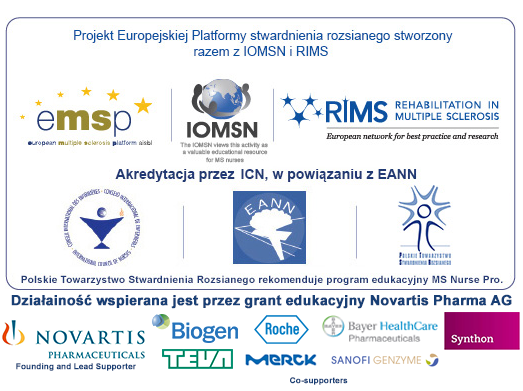 Projekt Europejskiej Platformy stwardnienia rozsianego stworzony
razem z IOMSN i RIMS
emsp
european multiple sclerosis platform aisbl
IOMSN
The IOMSN views this activity as
a valuable educational resource
for MS nurses
RIMS
REHABILITATION IN
MULTIPLE SCLEROSIS
European network for best practice and research
Akredytacja przez ICN, w powiązaniu z EANN
EANN
POLSKIE TOWARZYSTWO
STWARDNIENIA ROZSIANEGO
Polskie Towarzystwo Stwardnienia Rozsianego rekomenduje program edukacyjny MS Nurse Pro.
Działainość wspierana jest przez grant edukacyjny Novartis Pharma AG
NOVARTIS
PHARMACEUTICALS
Founding and Lead Supporter
Biogen
Roche
Bayer HealthCare
Pharmaceuticals
Synthon
TEVA
MERCK
SANOFI GENZYME
Co-supporters